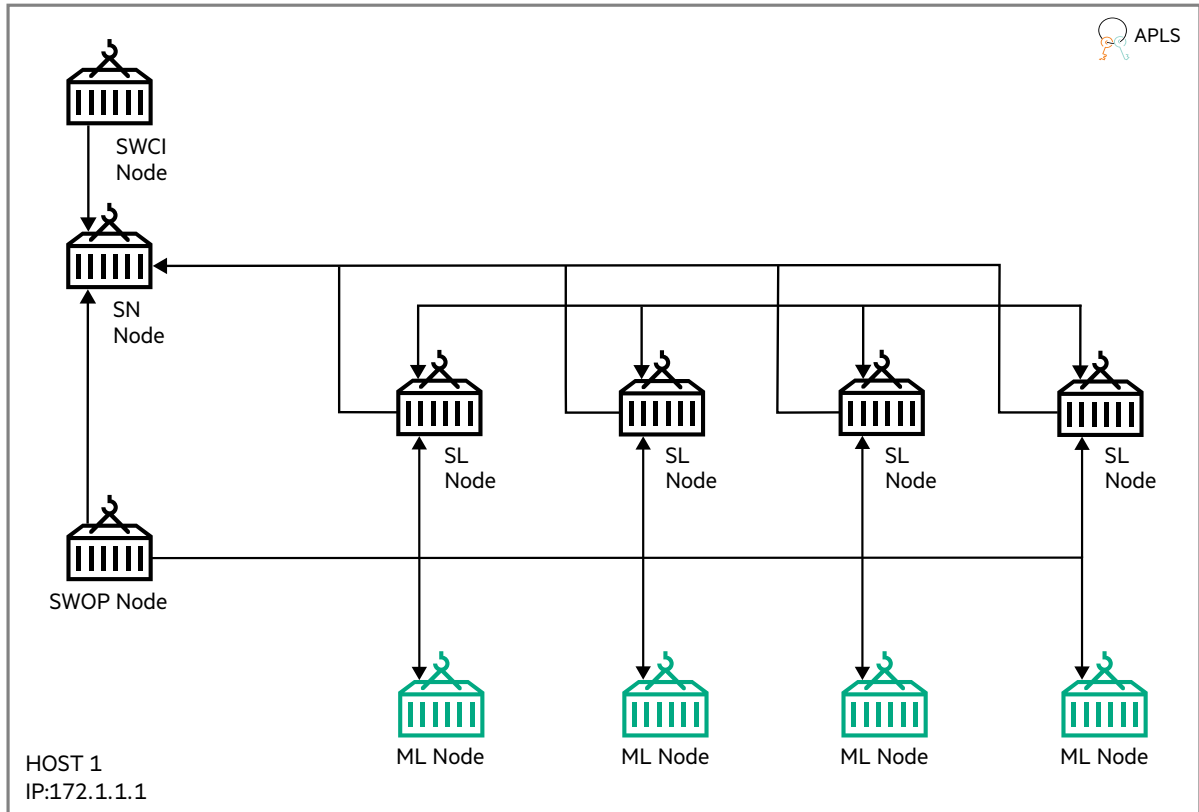 APLS
SWCI
Node
SN
Node
SL
Node
SL
Node
SL
Node
SL
Node
SWOP Node
ML Node
ML Node
ML Node
ML Node
HOST 1
IP:172.1.1.1